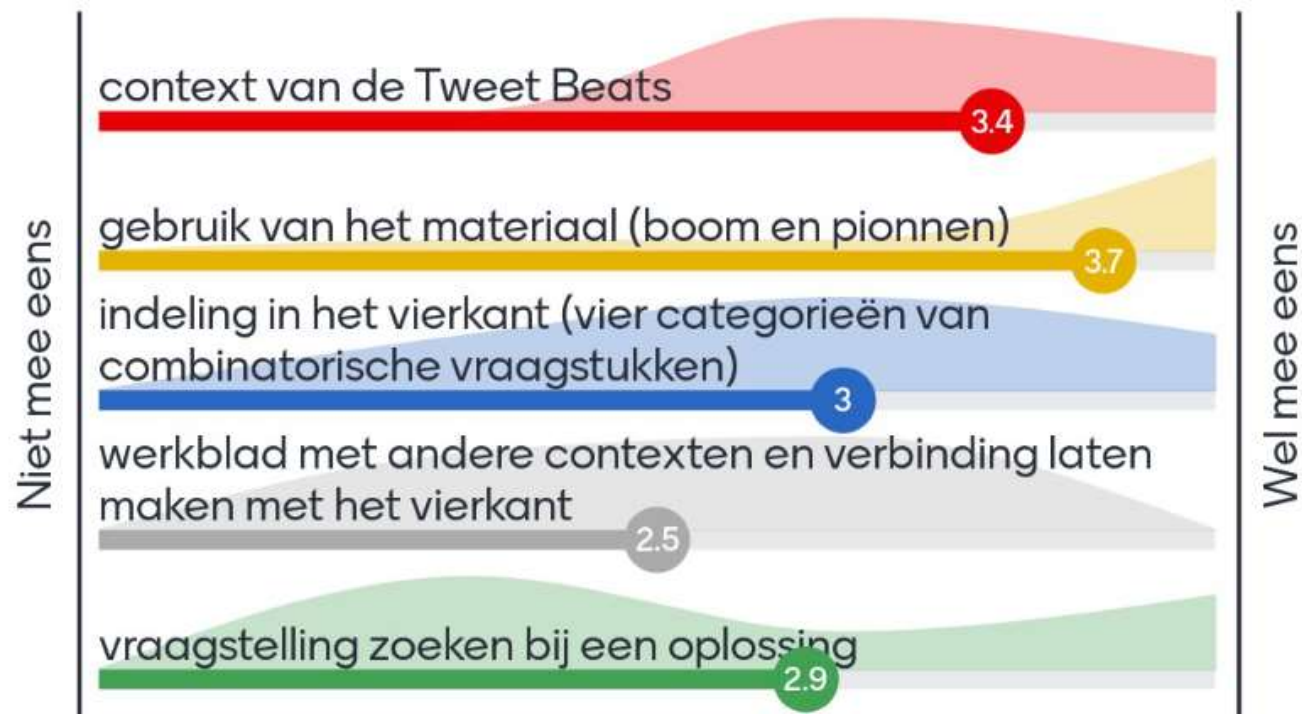 Niet mee eens
context van de Tweet Beats
3.4
gebruik van het materiaal (boom en pionnen)
3.7
indeling in het vierkant (vier categorieën van
combinatorische vraagstukken)
3
werkblad met andere contexten en verbinding laten
maken met het vierkant
2.5
vraagstelling zoeken bij een oplossing
2.9
Wel mee eens